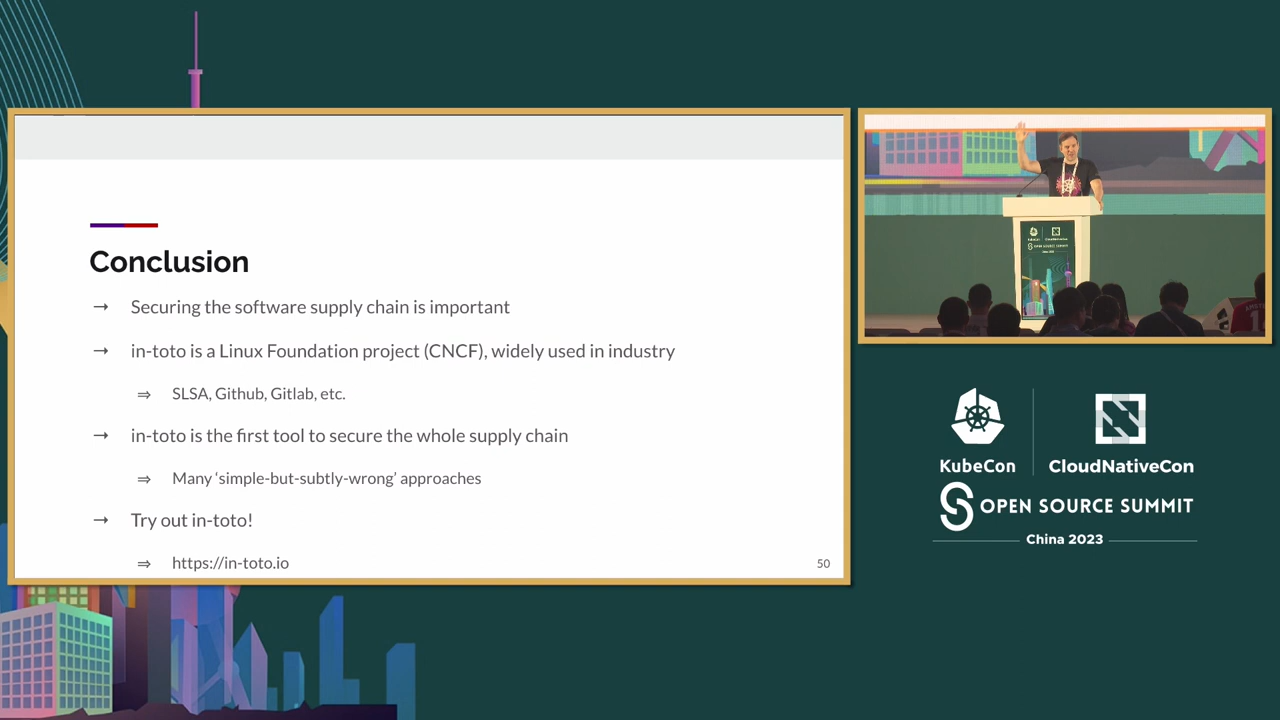 Conclusion
→ Securing the software supply chain is important
→ in-toto is a Linux Foundation project (CNCF), widely used in industry
⇒ SLSA, Github, Gitlab, etc.
→ in-toto is the first tool to secure the whole supply chain
⇒ Many ‘simple-but-subtly-wrong’ approaches
→ Try out in-toto!
⇒ https://in-toto.io
50
KubeCon
CloudNativeCon
OPEN SOURCE SUMMIT
China 2023